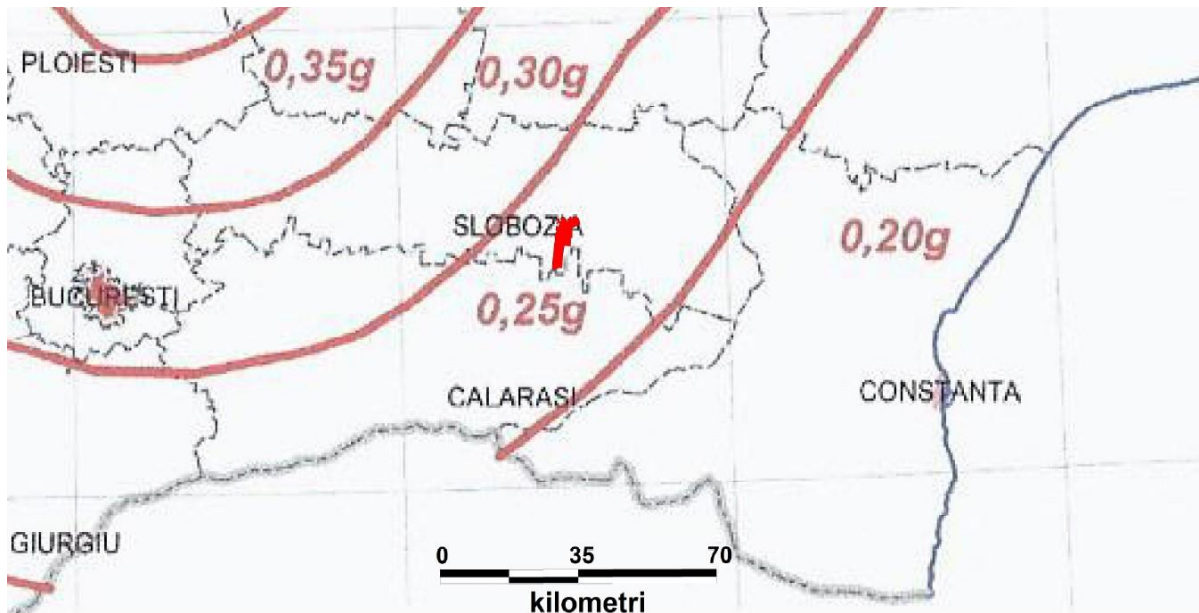 PLOIESTI
0,35g
0,30g
SLOBOZIA
0,20g
BUCURESTI
0,25g
CALARASI
CONSTANTA
GIURGIU
0 35 70
kilometri